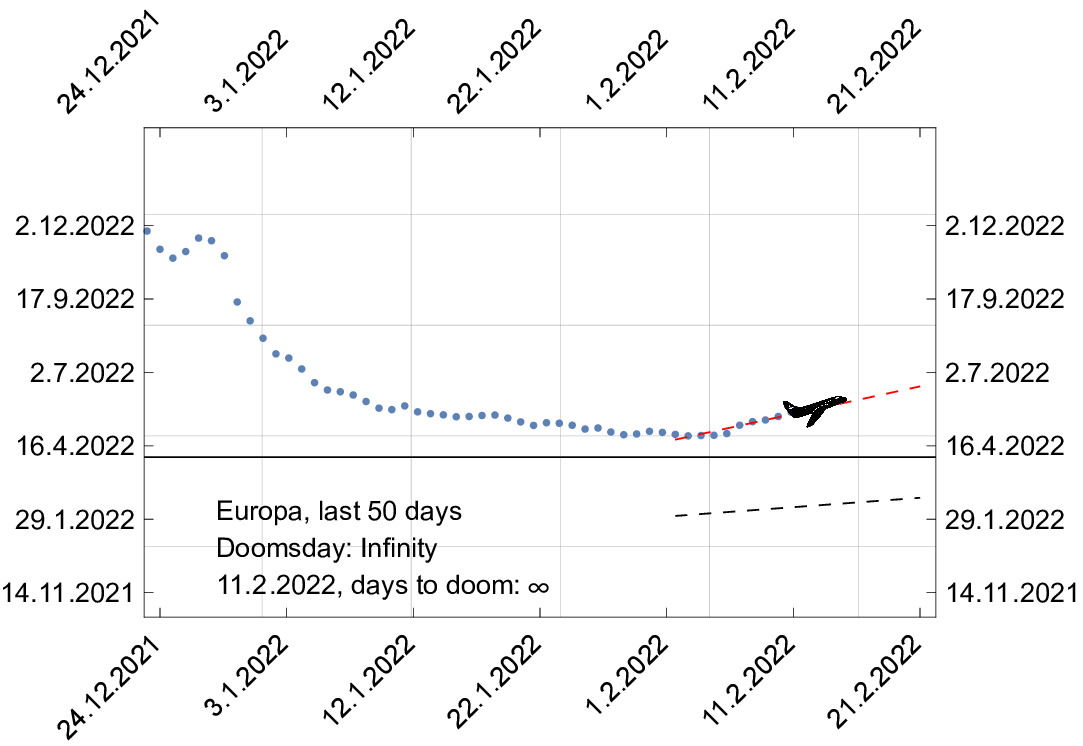 24.12.2021 3.1.2022 12.1.2022 22.1.2022 1.2.2022 11.2.2022 21.2.2022
2.12.2022 2.12.2022
17.9.2022 17.9.2022
2.7.2022 2.7.2022
16.4.2022 16.4.2022
Europa, last 50 days
29.1.2022 29.1.2022
Doomsday: Infinity
11.2.2022, days to doom: ∞
14.11.2021 14.11.2021
24.12.2021 3.1.2022 12.1.2022 22.1.2022 1.2.2022 11.2.2022 21.2.2022